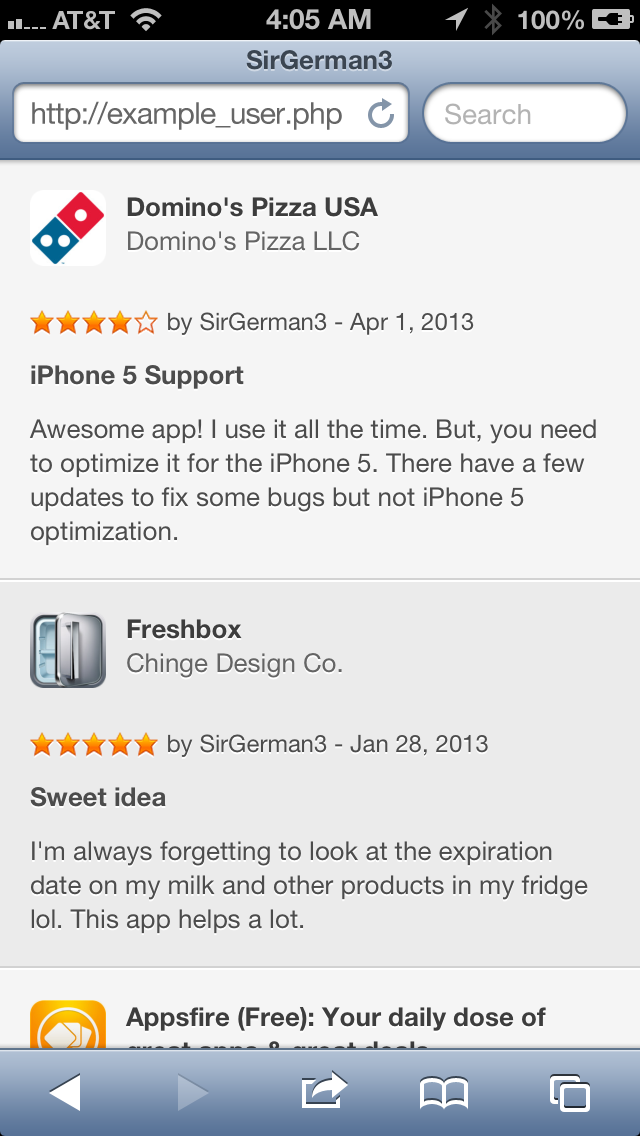 AT&T 4:05 AM 100%
SirGerman3
http://example_user.php Search
Domino's Pizza USA
Domino's Pizza LLC
by SirGerman3 - Apr 1, 2013
iPhone 5 Support
Awesome app! I use it all the time. But, you need
to optimize it for the iPhone 5. There have a few
updates to fix some bugs but not iPhone 5
optimization.
Freshbox
Chinge Design Co.
by SirGerman3 - Jan 28, 2013
Sweet idea
I'm always forgetting to look at the expiration
date on my milk and other products in my fridge
lol. This app helps a lot.
Appsfire (Free): Your daily dose of
great apps & great deals